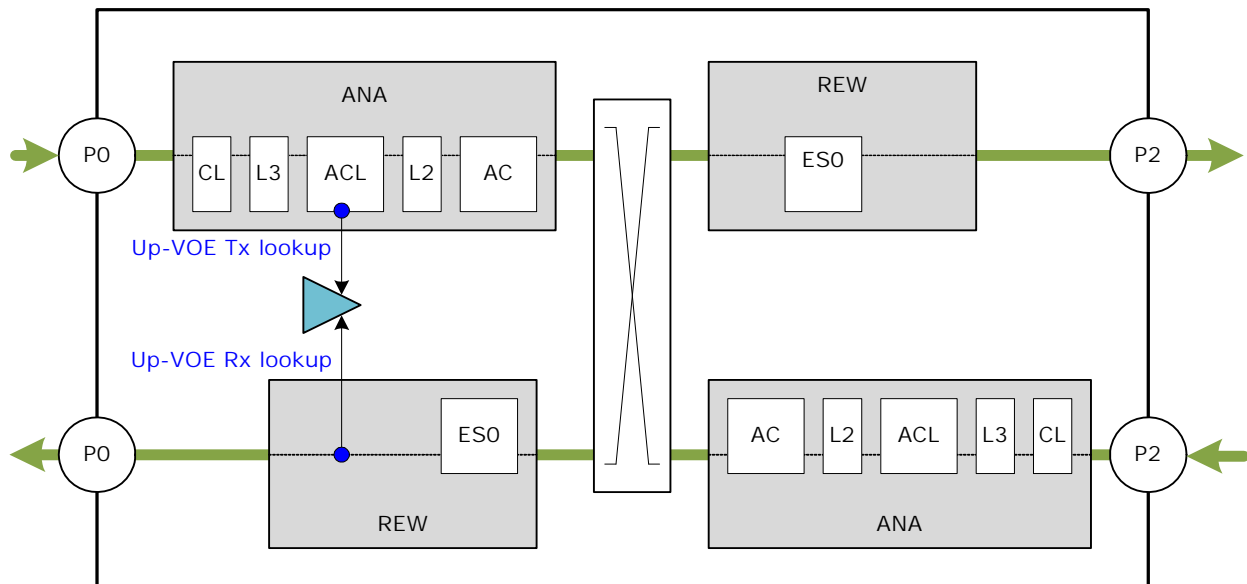 ANA
REW
P0
CL
L3
ACL
L2
AC
ES0
P2
Up-VOE Tx lookup
Up-VOE Rx lookup
P0
ES0
REW
AC
L2
ACL
L3
CL
P2
ANA